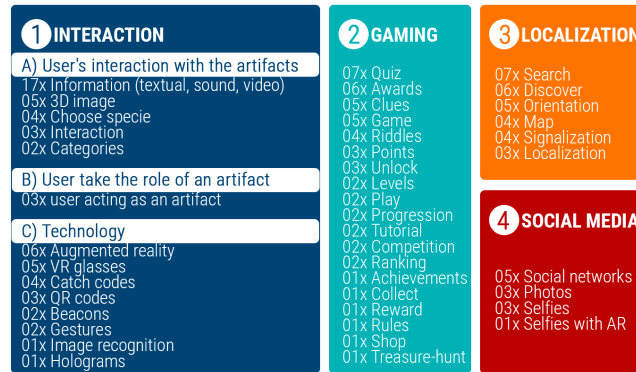 1 INTERACTION
A) User's interaction with the artifacts
17x Information (textual, sound, video)
05x 3D image
04x Choose specie
03x Interaction
02x Categories
B) User take the role of an artifact
03x user acting as an artifact
C) Technology
06x Augmented reality
05x VR glasses
04x Catch codes
03x QR codes
02x Beacons
02x Gestures
01x Image recognition
01x Holograms
2 GAMING
07x Quiz
06x Awards
05x Clues
05x Game
04x Riddles
03x Points
03x Unlock
02x Levels
02x Play
02x Progression
02x Tutorial
02x Competition
02x Ranking
01x Achievements
01x Collect
01x Reward
01x Rules
01x Shop
01x Treasure-hunt
3 LOCALIZATION
07x Search
06x Discover
05x Orientation
04x Map
04x Signalization
03x Localization
4 SOCIAL MEDIA
05x Social networks
03x Photos
03x Selfies
01x Selfies with AR